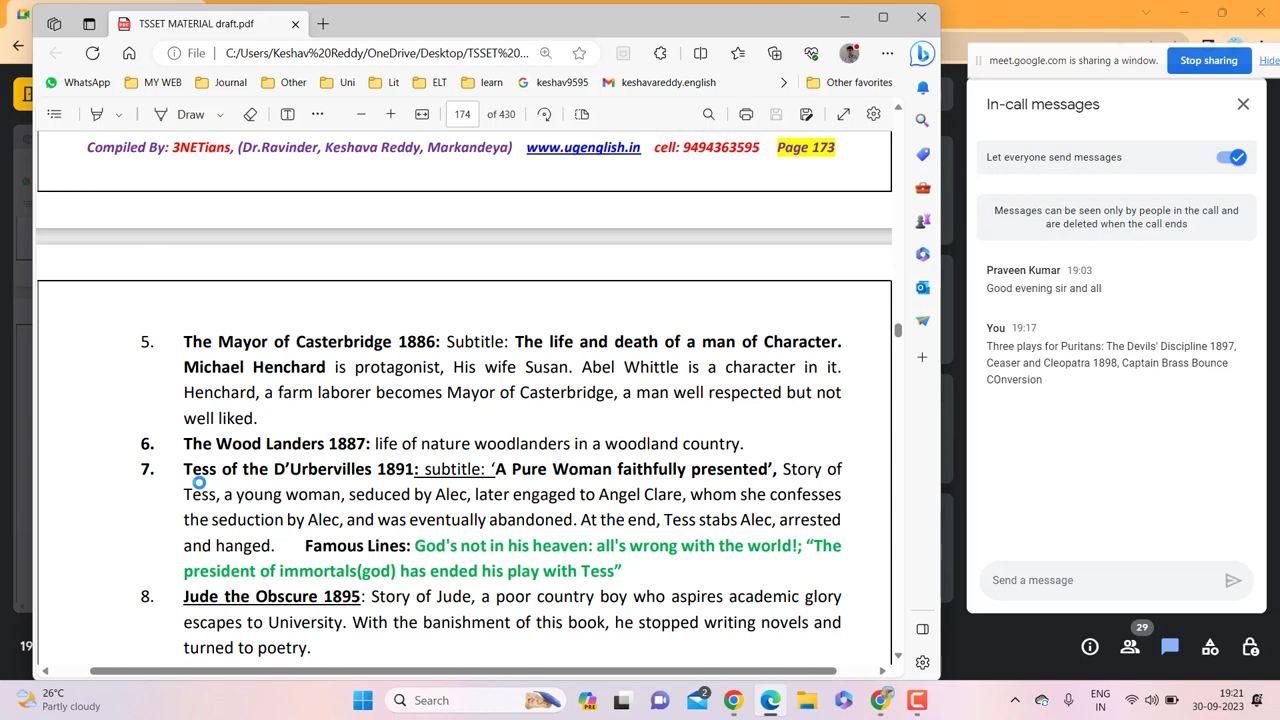 TSSET MATERIAL draft.pdf
File
C:/Users/Keshav%20Reddy/OneDrive/Desktop/TSSET%20M...
WhatsApp
MY WEB
Other
Uni
Lit
ELT
learn
keshav9595
keshavareddy.english
Other favorites
Draw
174 of 430
Compiled By: 3NETians, (Dr.Ravinder, Keshava Reddy, Markandeya) www.ugenglish.in cell: 9494363595 Page 173
5. The Mayor of Casterbridge 1886: Subtitle: The life and death of a man of Character.
Michael Henchard is protagonist, His wife Susan. Abel Whittle is a character in it.
Henchard, a farm laborer becomes Mayor of Casterbridge, a man well respected but not
well liked.
6. The Wood Landers 1887: life of nature woodlanders in a woodland country.
7. Tess of the D’Urbervilles 1891: subtitle: ‘A Pure Woman faithfully presented’, Story of
Tess, a young woman, seduced by Alec, later engaged to Angel Clare, whom she confesses
the seduction by Alec, and was eventually abandoned. At the end, Tess stabs Alec, arrested
and hanged. Famous Lines: God's not in his heaven: all's wrong with the world!; “The
president of immortals(god) has ended his play with Tess”
8. Jude the Obscure 1895: Story of Jude, a poor country boy who aspires academic glory
escapes to University. With the banishment of this book, he stopped writing novels and
turned to poetry.
meet.google.com is sharing a window.
Stop sharing
Hide
In-call messages
Let everyone send messages
Messages can be seen only by people in the call and
are deleted when the call ends
Praveen Kumar 19:03
Good evening sir and all
You 19:17
Three plays for Puritans: The Devils' Discipline 1897,
Ceaser and Cleopatra 1898, Captain Brass Bounce
COnversion
Send a message
29
19
26°C
Partly cloudy
Search
PRE
2
ENG
IN
19:21
30-09-2023